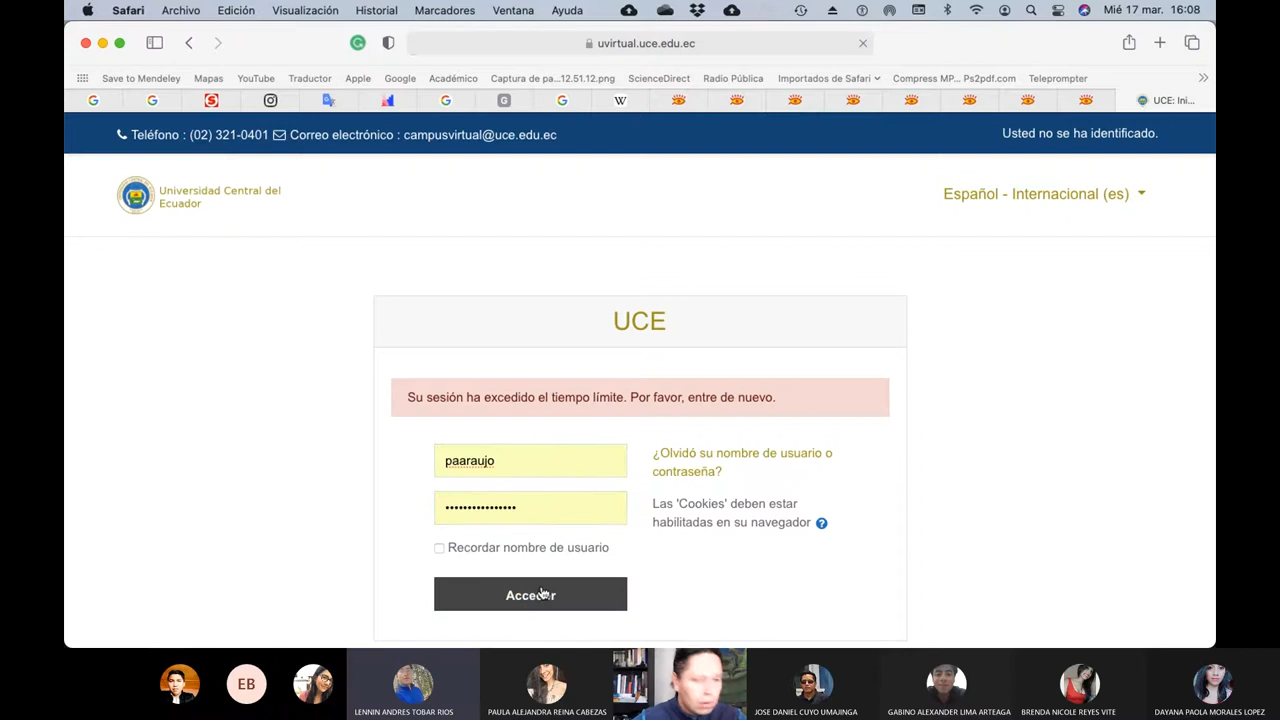 Safari Archivo Edición Visualización Historial Marcadores Ventana Ayuda Mié 17 mar. 16:08
uvirtual.uce.edu.ec
Save to Mendeley Mapas YouTube Traductor Apple Google Académico Captura de pa...12.51.12.png ScienceDirect Radio Pública Importados de Safari Compress MP... Ps2pdf.com Teleprompter
UCE: Ini...
Teléfono : (02) 321-0401 Correo electrónico : campusvirtual@uce.edu.ec Usted no se ha identificado.
Universidad Central del
Ecuador
Español - Internacional (es)
UCE
Su sesión ha excedido el tiempo límite. Por favor, entre de nuevo.
paaraujo
¿Olvidó su nombre de usuario o
contraseña?
••••••••••••••••
Las 'Cookies' deben estar
habilitadas en su navegador ?
Recordar nombre de usuario
Acceder
EB
LENNIN ANDRES TOBAR RIOS PAULA ALEJANDRA REINA CABEZAS JOSE DANIEL CUYO UMAJINGA GABINO ALEXANDER LIMA ARTEAGA BRENDA NICOLE REYES VITE DAYANA PAOLA MORALES LOPEZ